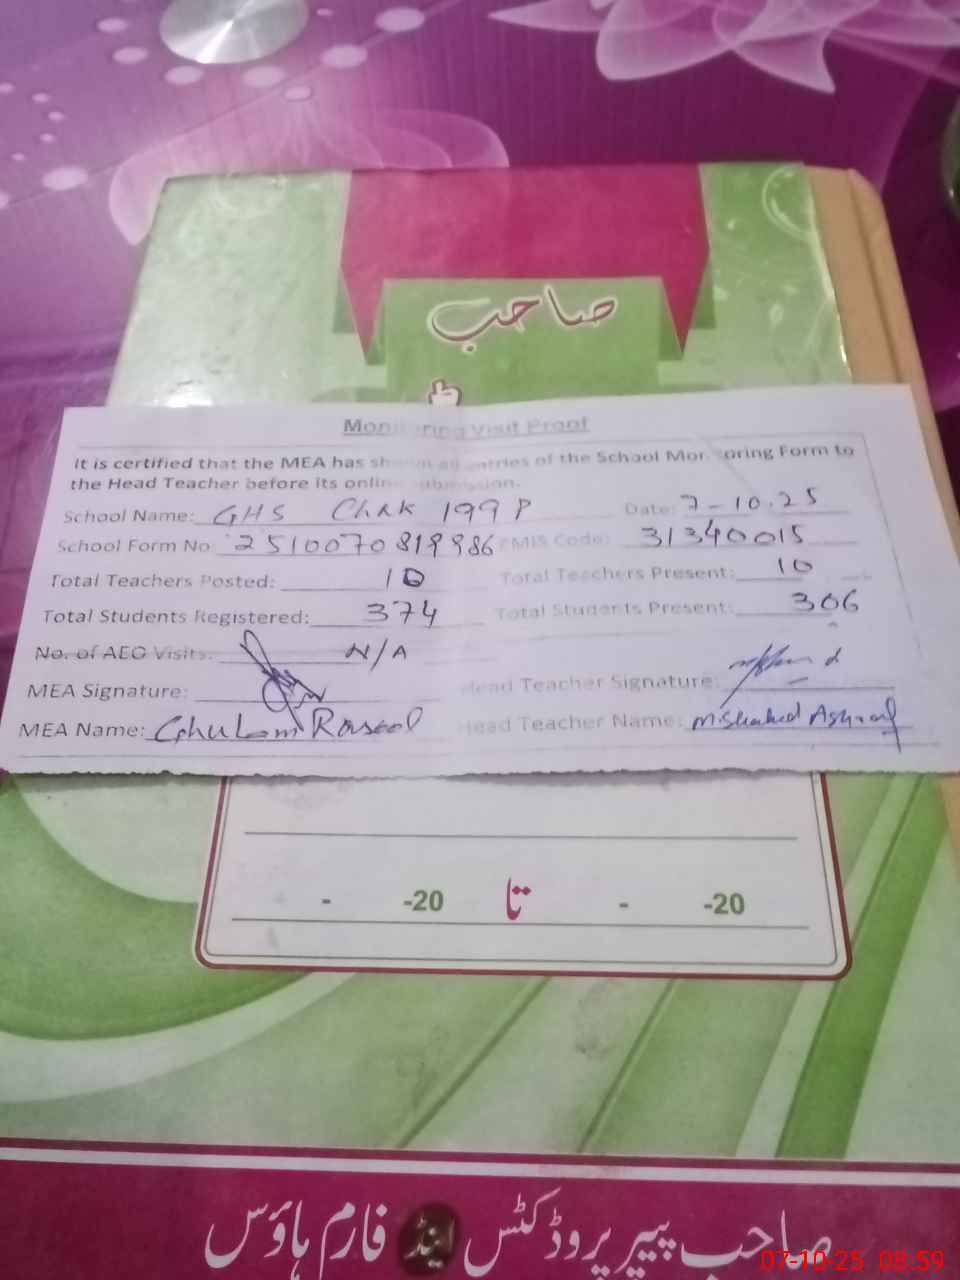 صاحب
Monitoring Visit Proof
It is certified that the MEA has shown all entries of the School Monitoring Form to
the Head Teacher before its online submission.
School Name: GHS Chak 199 P Date: 7-10.25
School Form No 2510070819986 EMIS Code: 31340015
Total Teachers Posted: 10 Total Teachers Present: 10
Total Students Registered: 374 Total Students Present: 306
No. of AEO Visits: N/A
MEA Signature: Head Teacher Signature:
MEA Name: Ghulam Rasool Head Teacher Name: M. Shahid Ashraf
- -20 تا - -20
صاحب پیپر پروڈکٹس اینڈ فارم ہاؤس
07-10-25 08:59